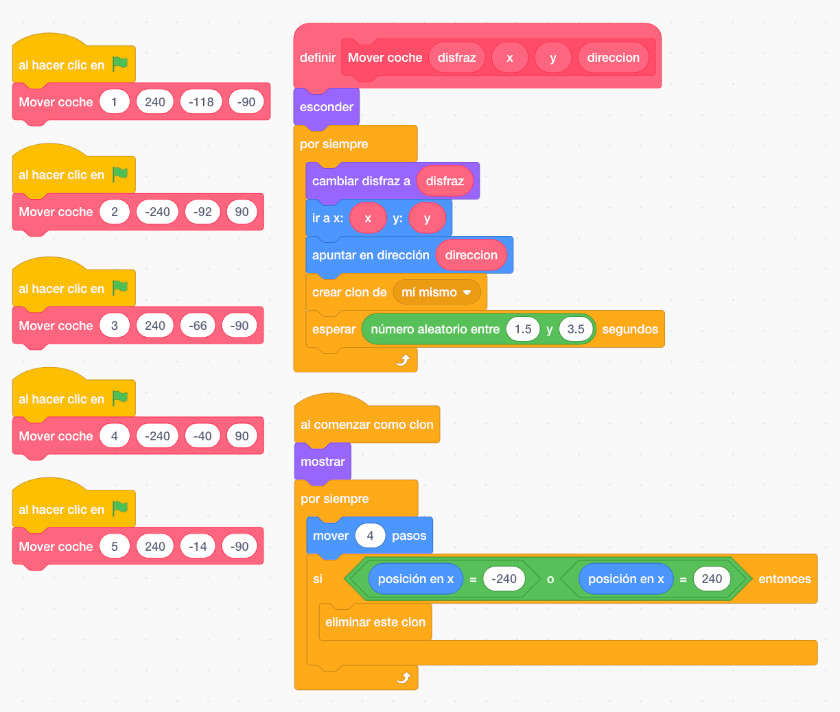 al hacer clic en
Mover coche 1 240 -118 -90
al hacer clic en
Mover coche 2 -240 -92 90
al hacer clic en
Mover coche 3 240 -66 -90
al hacer clic en
Mover coche 4 -240 -40 90
al hacer clic en
Mover coche 5 240 -14 -90
definir Mover coche disfraz x y direccion
esconder
por siempre
cambiar disfraz a disfraz
ir a x: x y: y
apuntar en dirección direccion
crear clon de mí mismo
esperar número aleatorio entre 1.5 y 3.5 segundos
al comenzar como clon
mostrar
por siempre
mover 4 pasos
si posición en x = -240 o posición en x = 240 entonces
eliminar este clon